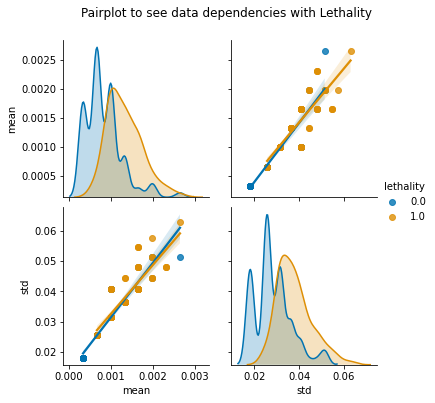 Pairplot to see data dependencies with Lethality
0.0025
0.0020
0.0015
0.0010
0.0005
mean
lethality
0.0
1.0
0.06
0.05
0.04
0.03
0.02
std
0.000 0.001 0.002 0.003
mean
0.02 0.04 0.06
std